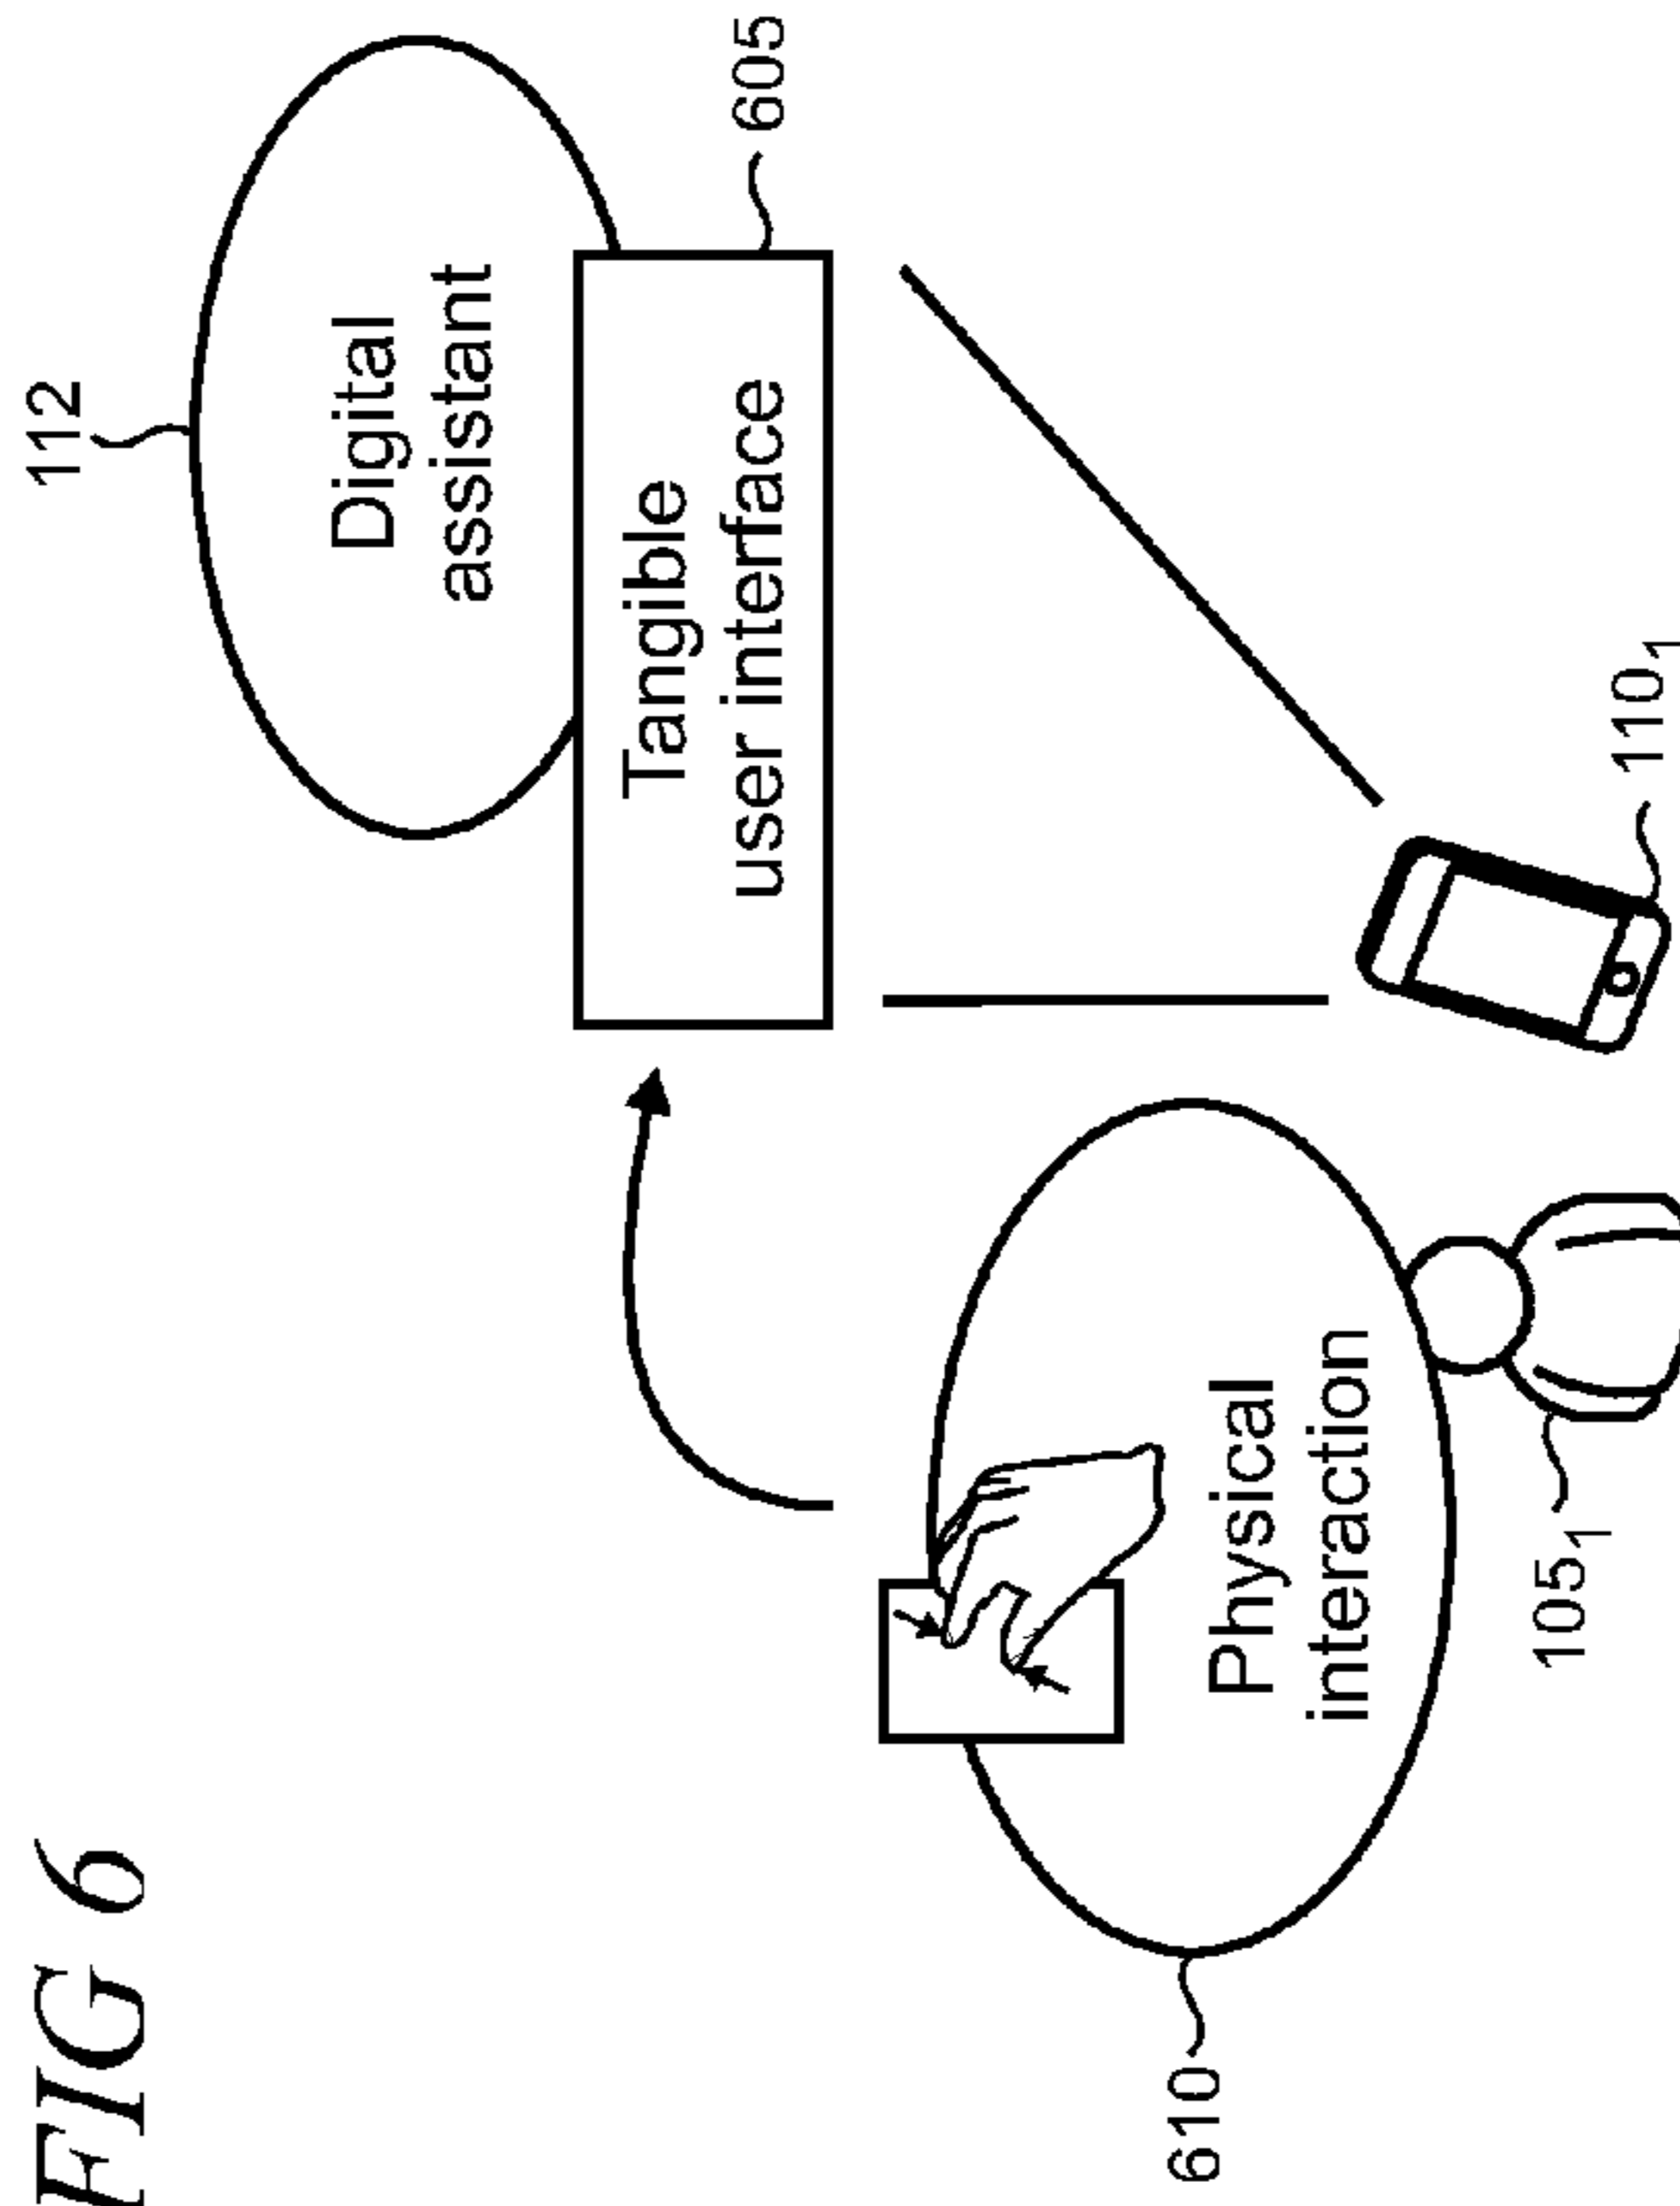 FIG 6
112
Digital
assistant
Tangible
user interface
605
610
Physical
interaction
105₁
110₁